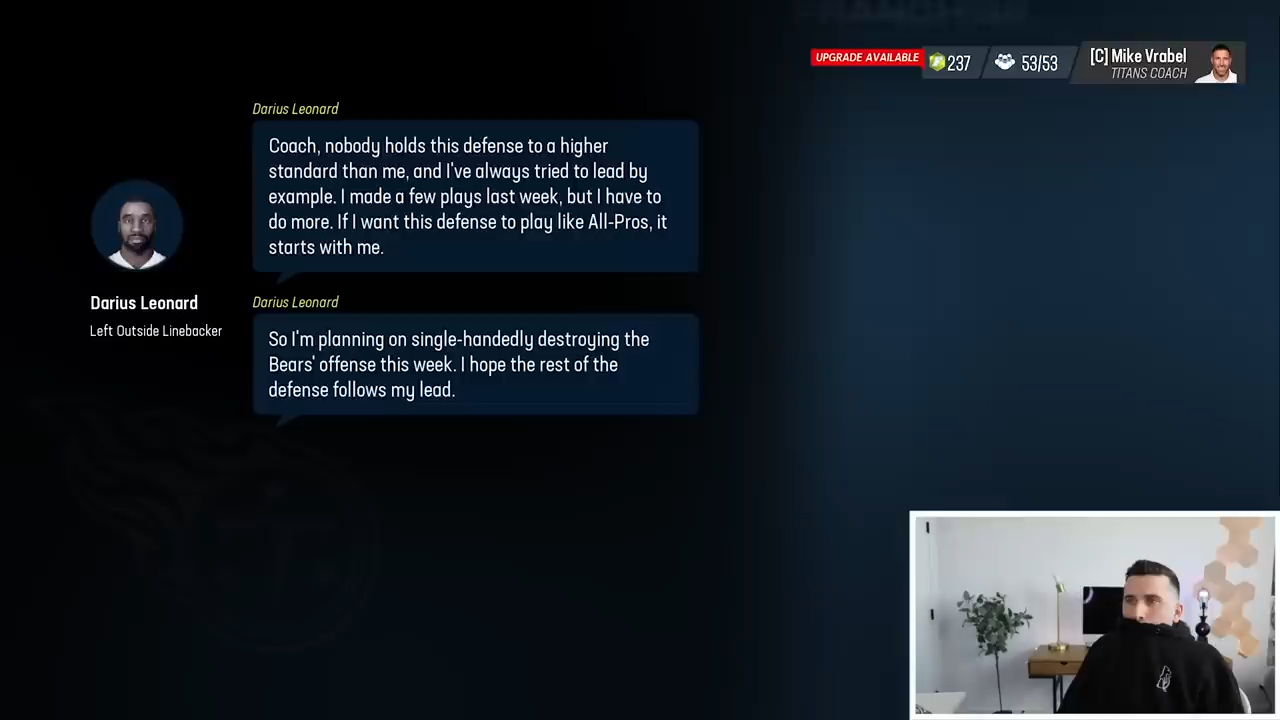 UPGRADE AVAILABLE
237
53/53
[C] Mike Vrabel
TITANS COACH
Darius Leonard
Coach, nobody holds this defense to a higher
standard than me, and I've always tried to lead by
example. I made a few plays last week, but I have to
do more. If I want this defense to play like All-Pros, it
starts with me.
Darius Leonard
Left Outside Linebacker
Darius Leonard
So I'm planning on single-handedly destroying the
Bears' offense this week. I hope the rest of the
defense follows my lead.